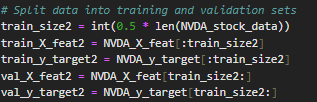 # Split data into training and validation sets
train_size2 = int(0.5 * len(NVDA_stock_data))
train_X_feat2 = NVDA_X_feat[:train_size2]
train_y_target2 = NVDA_y_target[:train_size2]
val_X_feat2 = NVDA_X_feat[train_size2:]
val_y_target2 = NVDA_y_target[train_size2:]